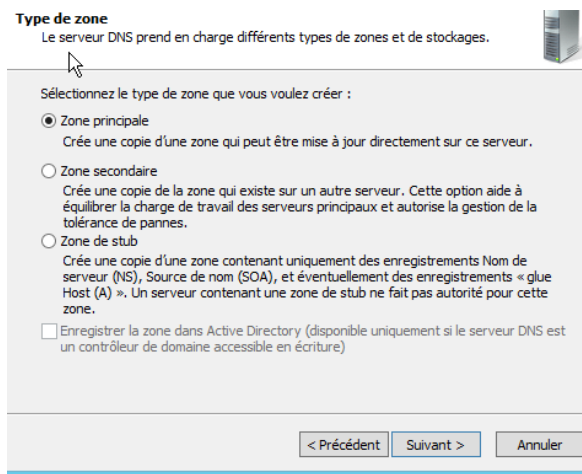 Type de zone
Le serveur DNS prend en charge différents types de zones et de stockages.
Sélectionnez le type de zone que vous voulez créer :
Zone principale
Crée une copie d'une zone qui peut être mise à jour directement sur ce serveur.
Zone secondaire
Crée une copie de la zone qui existe sur un autre serveur. Cette option aide à
équilibrer la charge de travail des serveurs principaux et autorise la gestion de la
tolérance de pannes.
Zone de stub
Crée une copie d'une zone contenant uniquement des enregistrements Nom de
serveur (NS), Source de nom (SOA), et éventuellement des enregistrements « glue
Host (A) ». Un serveur contenant une zone de stub ne fait pas autorité pour cette
zone.
Enregistrer la zone dans Active Directory (disponible uniquement si le serveur DNS est
un contrôleur de domaine accessible en écriture)
< Précédent Suivant > Annuler